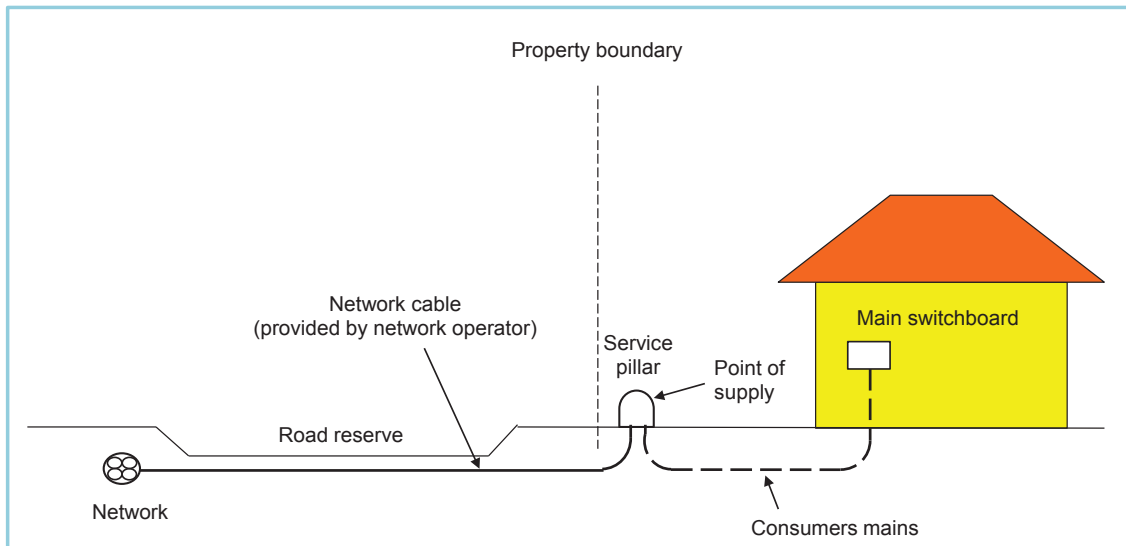 Property boundary
Network cable
(provided by network operator)
Service
pillar
Point of
supply
Main switchboard
Road reserve
Network
Consumers mains